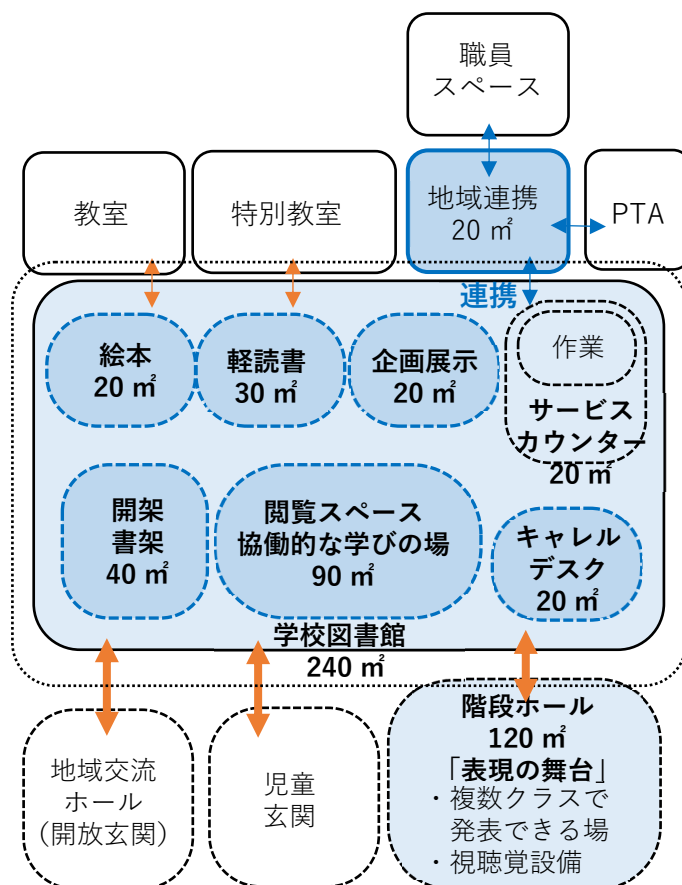 職員
スペース
教室
特別教室
地域連携
20 ㎡
PTA
連携
絵本
20 ㎡
軽読書
30 ㎡
企画展示
20 ㎡
作業
サービス
カウンター
20 ㎡
開架
書架
40 ㎡
閲覧スペース
協働的な学びの場
90 ㎡
キャレル
デスク
20 ㎡
学校図書館
240 ㎡
地域交流
ホール
(開放玄関)
児童
玄関
階段ホール
120 ㎡
「表現の舞台」
・複数クラスで
発表できる場
・視聴覚設備